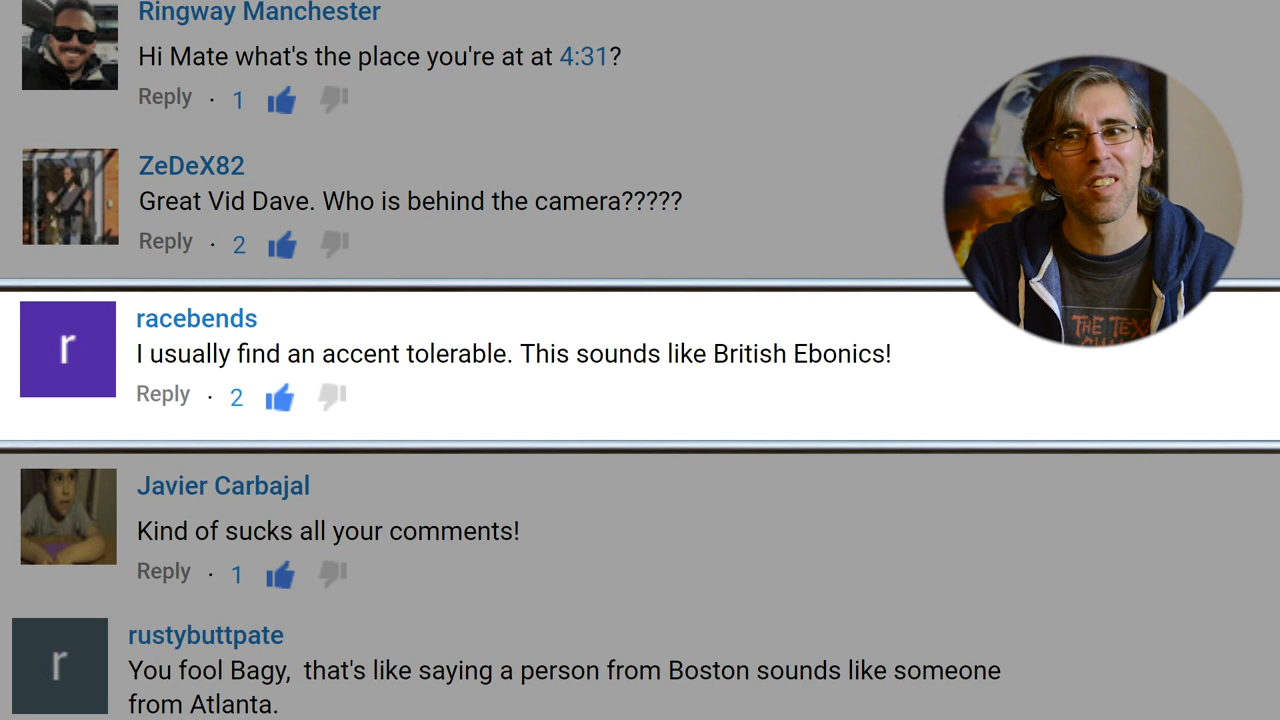 Ringway Manchester
Hi Mate what's the place you're at at 4:31?
Reply · 1
ZeDeX82
Great Vid Dave. Who is behind the camera?????
Reply · 2
r
racebends
I usually find an accent tolerable. This sounds like British Ebonics!
Reply · 2
THE TEX
Javier Carbajal
Kind of sucks all your comments!
Reply · 1
r
rustybuttpate
You fool Bagy,  that's like saying a person from Boston sounds like someone
from Atlanta.